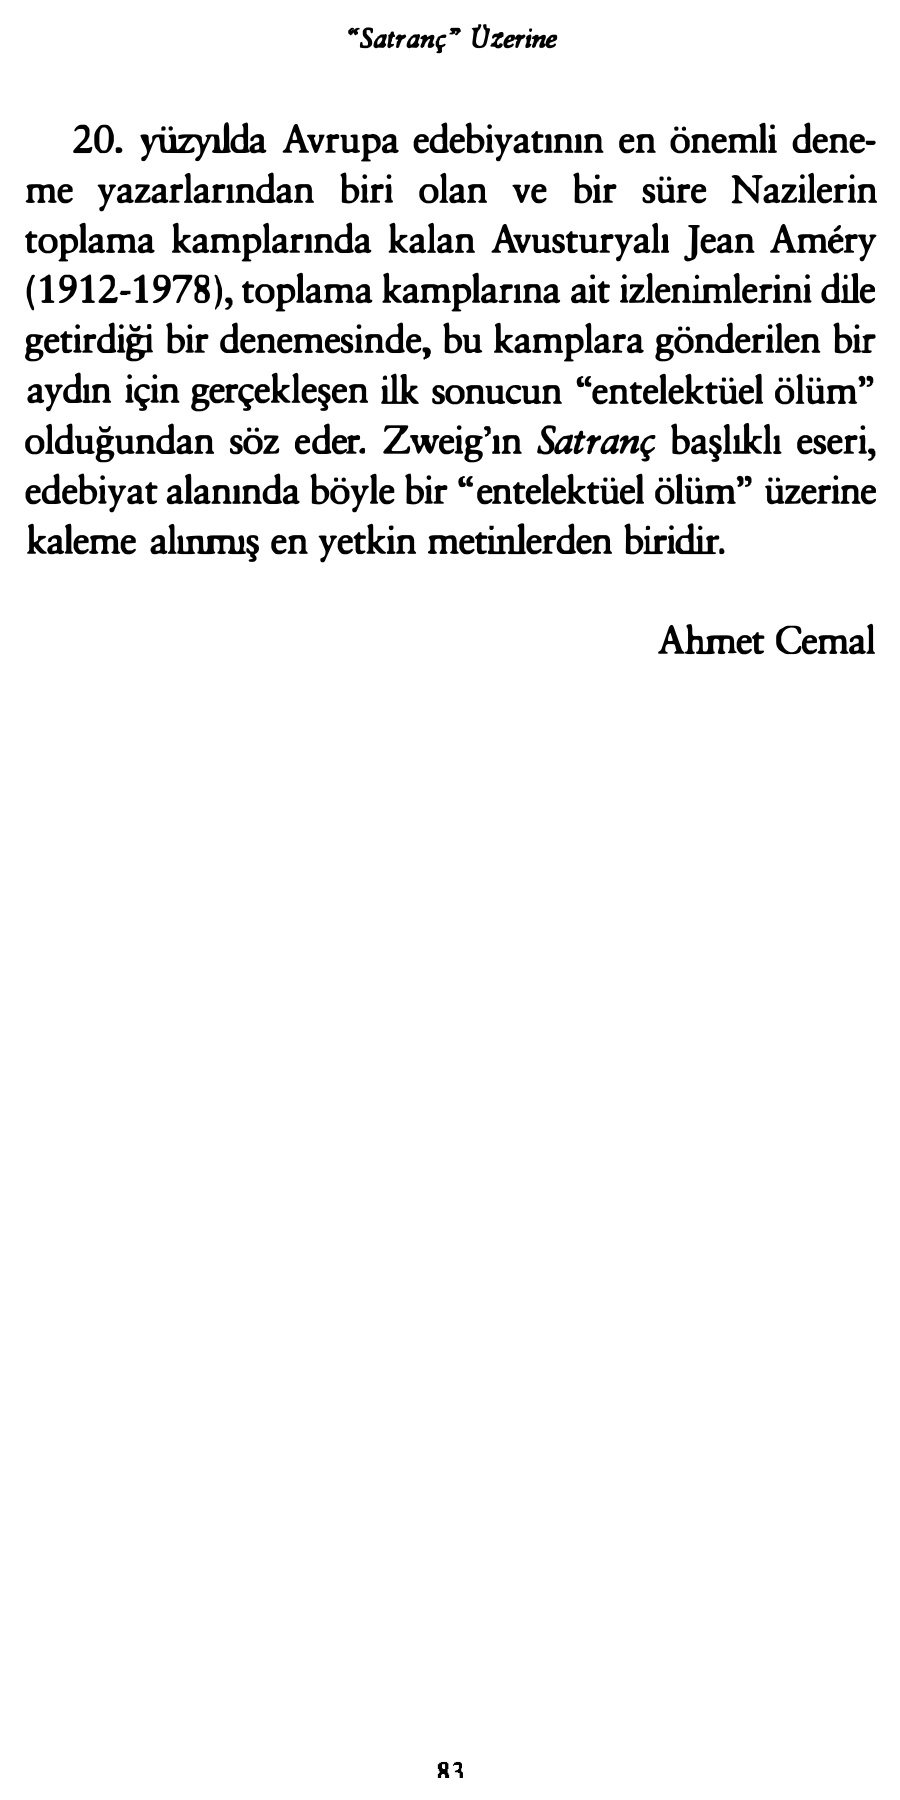 “Satranç” Üzerine
20. yüzyılda Avrupa edebiyatının en önemli dene-
me yazarlarından biri olan ve bir süre Nazilerin
toplama kamplarında kalan Avusturyalı Jean Améry
(1912-1978), toplama kamplarına ait izlenimlerini dile
getirdiği bir denemesinde, bu kamplara gönderilen bir
aydın için gerçekleşen ilk sonucun “entelektüel ölüm”
olduğundan söz eder. Zweig’ın Satranç başlıklı eseri,
edebiyat alanında böyle bir “entelektüel ölüm” üzerine
kaleme alınmış en yetkin metinlerden biridir.
Ahmet Cemal
83